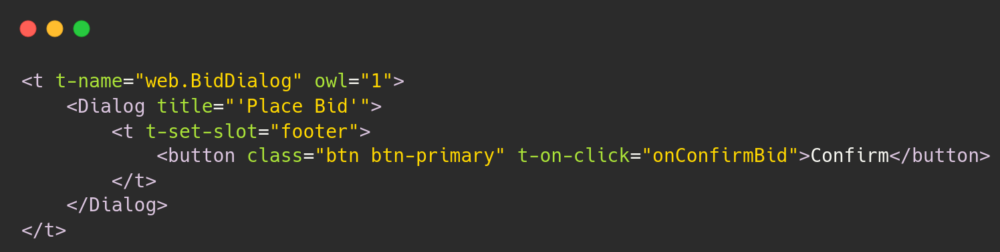 <t t-name="web.BidDialog" owl="1">
    <Dialog title="'Place Bid'">
        <t t-set-slot="footer">
            <button class="btn btn-primary" t-on-click="onConfirmBid">Confirm</button>
        </t>
    </Dialog>
</t>